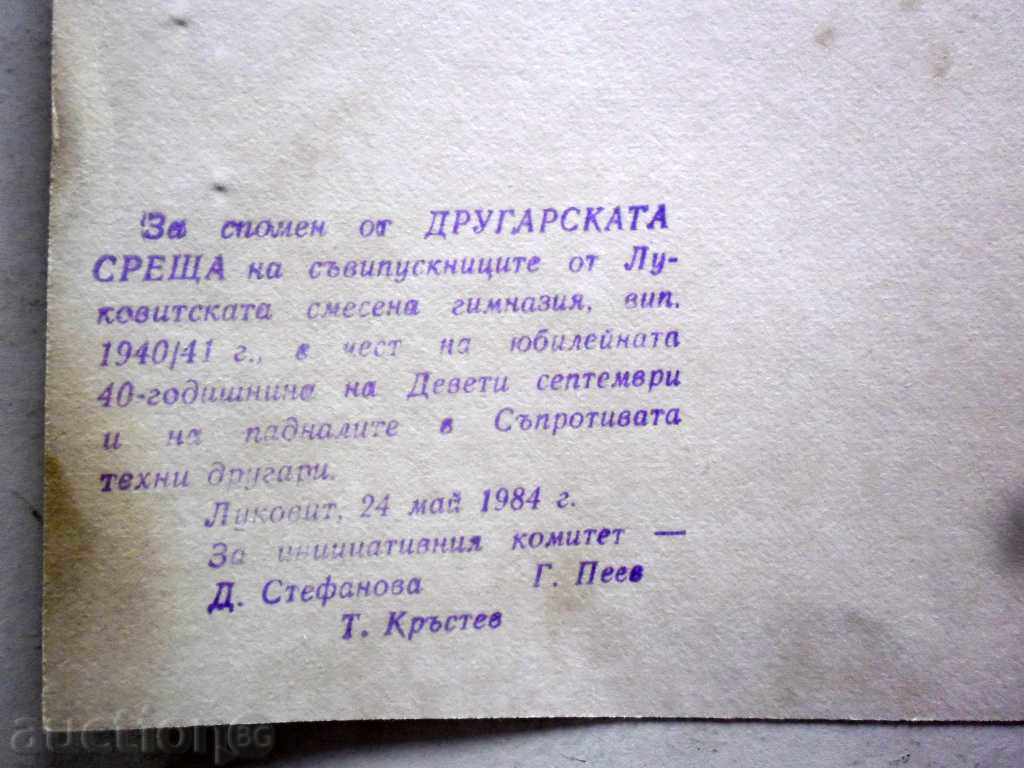 За спомен от ДРУГАРСКАТА
СРЕЩА на съвипускниците от Лу-
ковитската смесена гимназия, вип.
1940/41 г., в чест на юбилейната
40-годишнина на Девети септември
и на падналите в Съпротивата
техни другари.
Луковит, 24 май 1984 г.
За инициативния комитет —
Д. Стефанова Г. Пеев
Т. Кръстев
auction BG